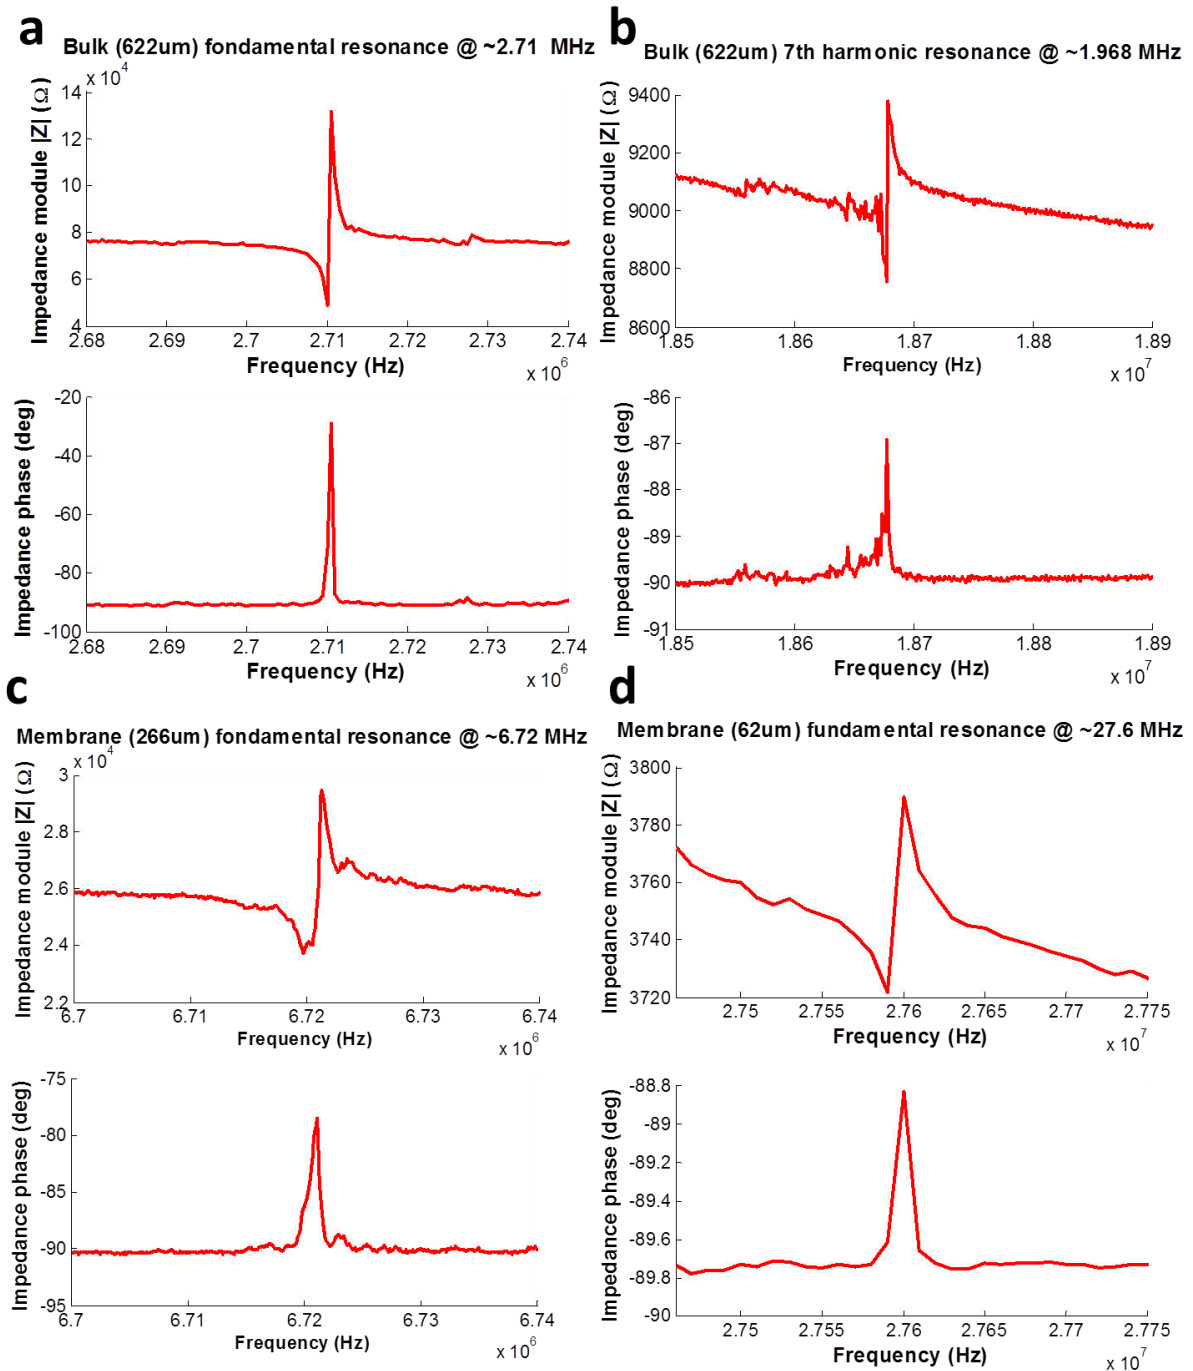 a
Bulk (622um) fondamental resonance @ ~2.71 MHz
x 10^4
Impedance module |Z| (Ω)
14
12
10
8
6
4
2.68 2.69 2.7 2.71 2.72 2.73 2.74
Frequency (Hz)
x 10^6
Impedance phase (deg)
-20
-40
-60
-80
-100
2.68 2.69 2.7 2.71 2.72 2.73 2.74
Frequency (Hz)
x 10^6
b
Bulk (622um) 7th harmonic resonance @ ~1.968 MHz
Impedance module |Z| (Ω)
9400
9200
9000
8800
8600
1.85 1.86 1.87 1.88 1.89
Frequency (Hz)
x 10^7
Impedance phase (deg)
-86
-87
-88
-89
-90
-91
1.85 1.86 1.87 1.88 1.89
Frequency (Hz)
x 10^7
c
Membrane (266um) fondamental resonance @ ~6.72 MHz
x 10^4
Impedance module |Z| (Ω)
3
2.8
2.6
2.4
2.2
6.7 6.71 6.72 6.73 6.74
Frequency (Hz)
x 10^6
Impedance phase (deg)
-75
-80
-85
-90
-95
6.7 6.71 6.72 6.73 6.74
Frequency (Hz)
x 10^6
d
Membrane (62um) fundamental resonance @ ~27.6 MHz
Impedance module |Z| (Ω)
3800
3780
3760
3740
3720
2.75 2.755 2.76 2.765 2.77 2.775
Frequency (Hz)
x 10^7
Impedance phase (deg)
-88.8
-89
-89.2
-89.4
-89.6
-89.8
-90
2.75 2.755 2.76 2.765 2.77 2.775
Frequency (Hz)
x 10^7